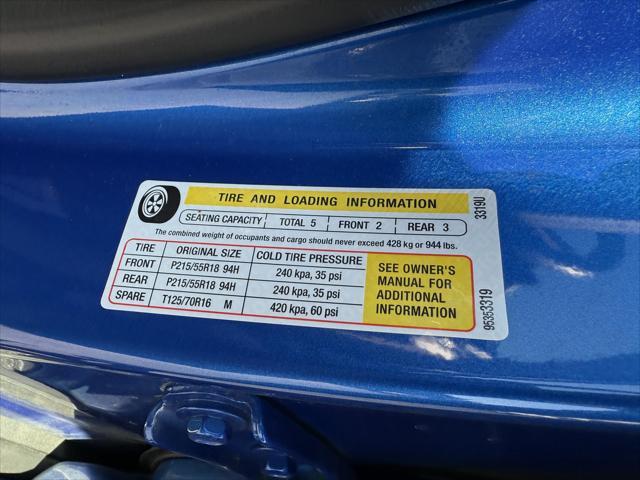 TIRE AND LOADING INFORMATION
SEATING CAPACITY TOTAL 5 FRONT 2 REAR 3
The combined weight of occupants and cargo should never exceed 428 kg or 944 lbs.
TIRE ORIGINAL SIZE COLD TIRE PRESSURE
FRONT P215/55R18 94H 240 kpa, 35 psi
REAR P215/55R18 94H 240 kpa, 35 psi
SPARE T125/70R16 M 420 kpa, 60 psi
SEE OWNER'S
MANUAL FOR
ADDITIONAL
INFORMATION
3319U
95353319